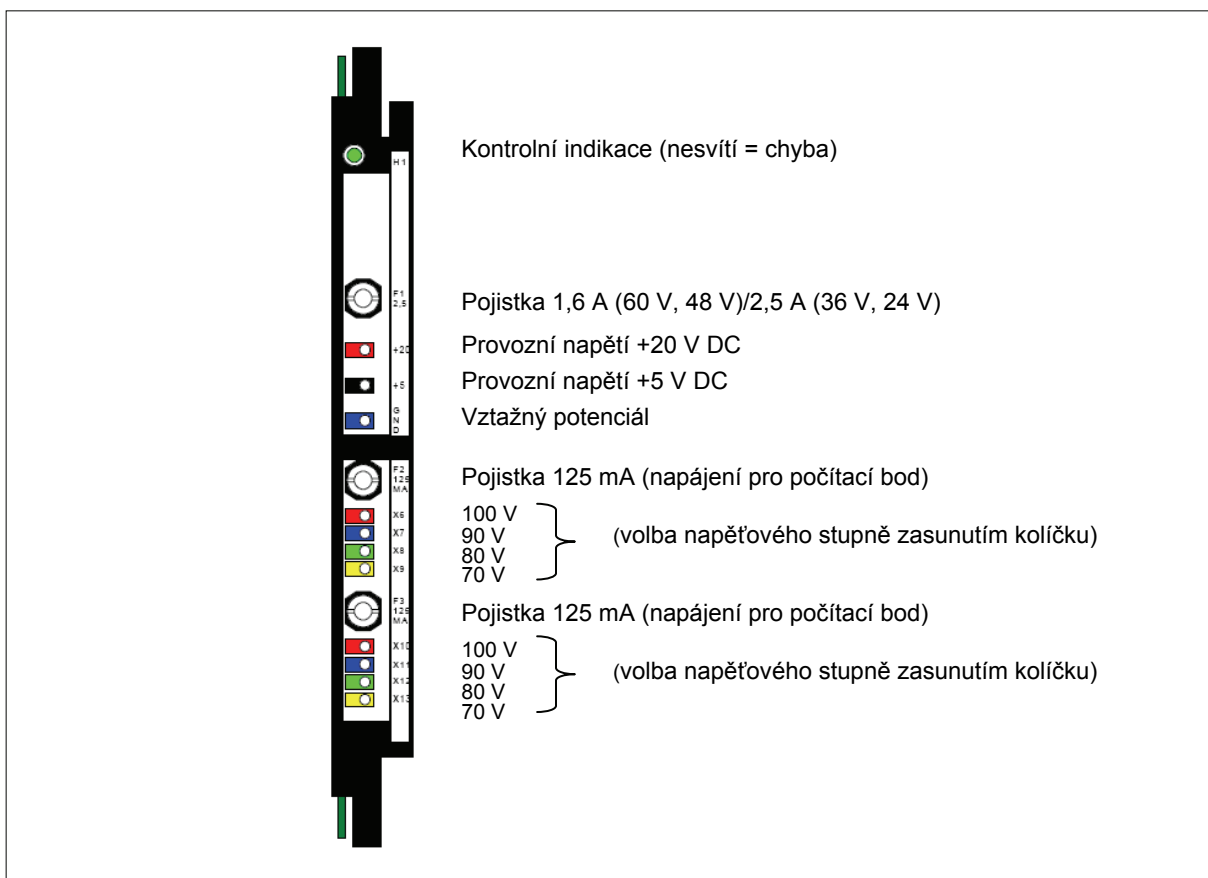 Kontrolní indikace (nesvítí = chyba)
H1
F1
2,5
Pojistka 1,6 A (60 V, 48 V)/2,5 A (36 V, 24 V)
+20
Provozní napětí +20 V DC
+5
Provozní napětí +5 V DC
G
N
D
Vztažný potenciál
F2
125
MA
Pojistka 125 mA (napájení pro počítací bod)
X6
100 V
X7
90 V
(volba napěťového stupně zasunutím kolíčku)
X8
80 V
X9
70 V
F3
125
MA
Pojistka 125 mA (napájení pro počítací bod)
X10
100 V
X11
90 V
(volba napěťového stupně zasunutím kolíčku)
X12
80 V
X13
70 V